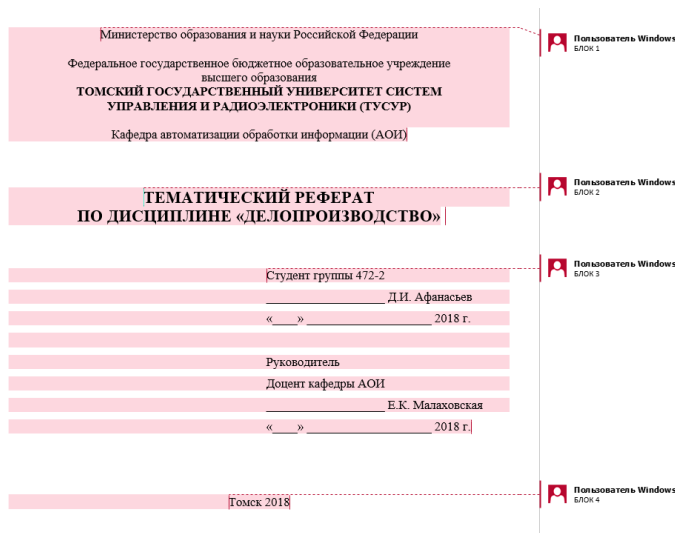 Министерство образования и науки Российской Федерации
Пользователь Windows
БЛОК 1
Федеральное государственное бюджетное образовательное учреждение
высшего образования
ТОМСКИЙ ГОСУДАРСТВЕННЫЙ УНИВЕРСИТЕТ СИСТЕМ
УПРАВЛЕНИЯ И РАДИОЭЛЕКТРОНИКИ (ТУСУР)
Кафедра автоматизации обработки информации (АОИ)
Пользователь Windows
БЛОК 2
ТЕМАТИЧЕСКИЙ РЕФЕРАТ
ПО ДИСЦИПЛИНЕ «ДЕЛОПРОИЗВОДСТВО»
Пользователь Windows
БЛОК 3
Студент группы 472-2
____________________ Д.И. Афанасьев
«____» _____________________ 2018 г.
Руководитель
Доцент кафедры АОИ
____________________ Е.К. Малаховская
«____» _____________________ 2018 г.
Пользователь Windows
БЛОК 4
Томск 2018